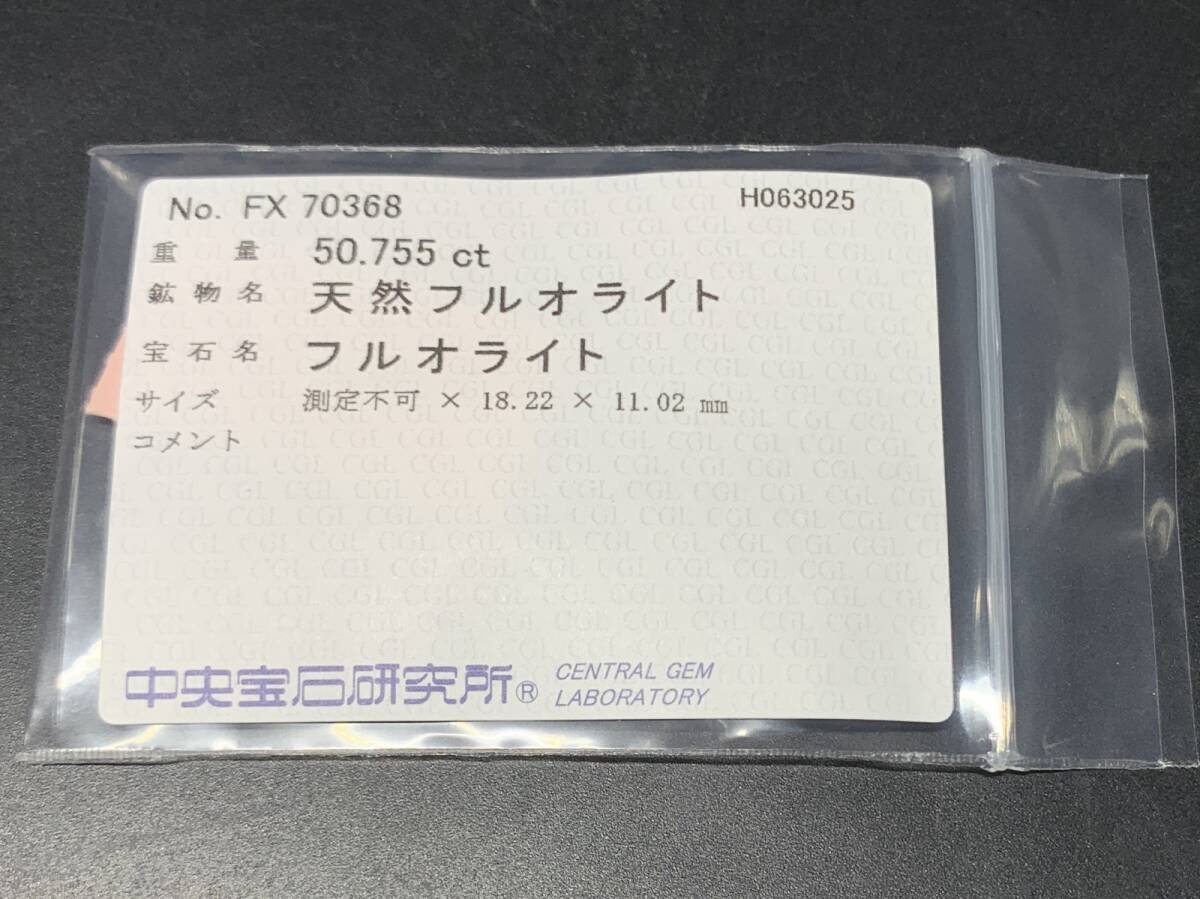 No. FX 70368 H063025
重量 50.755 ct
鉱物名 天然フルオライト
宝石名 フルオライト
サイズ 測定不可 × 18.22 × 11.02 ㎜
コメント
中央宝石研究所® CENTRAL GEM
LABORATORY